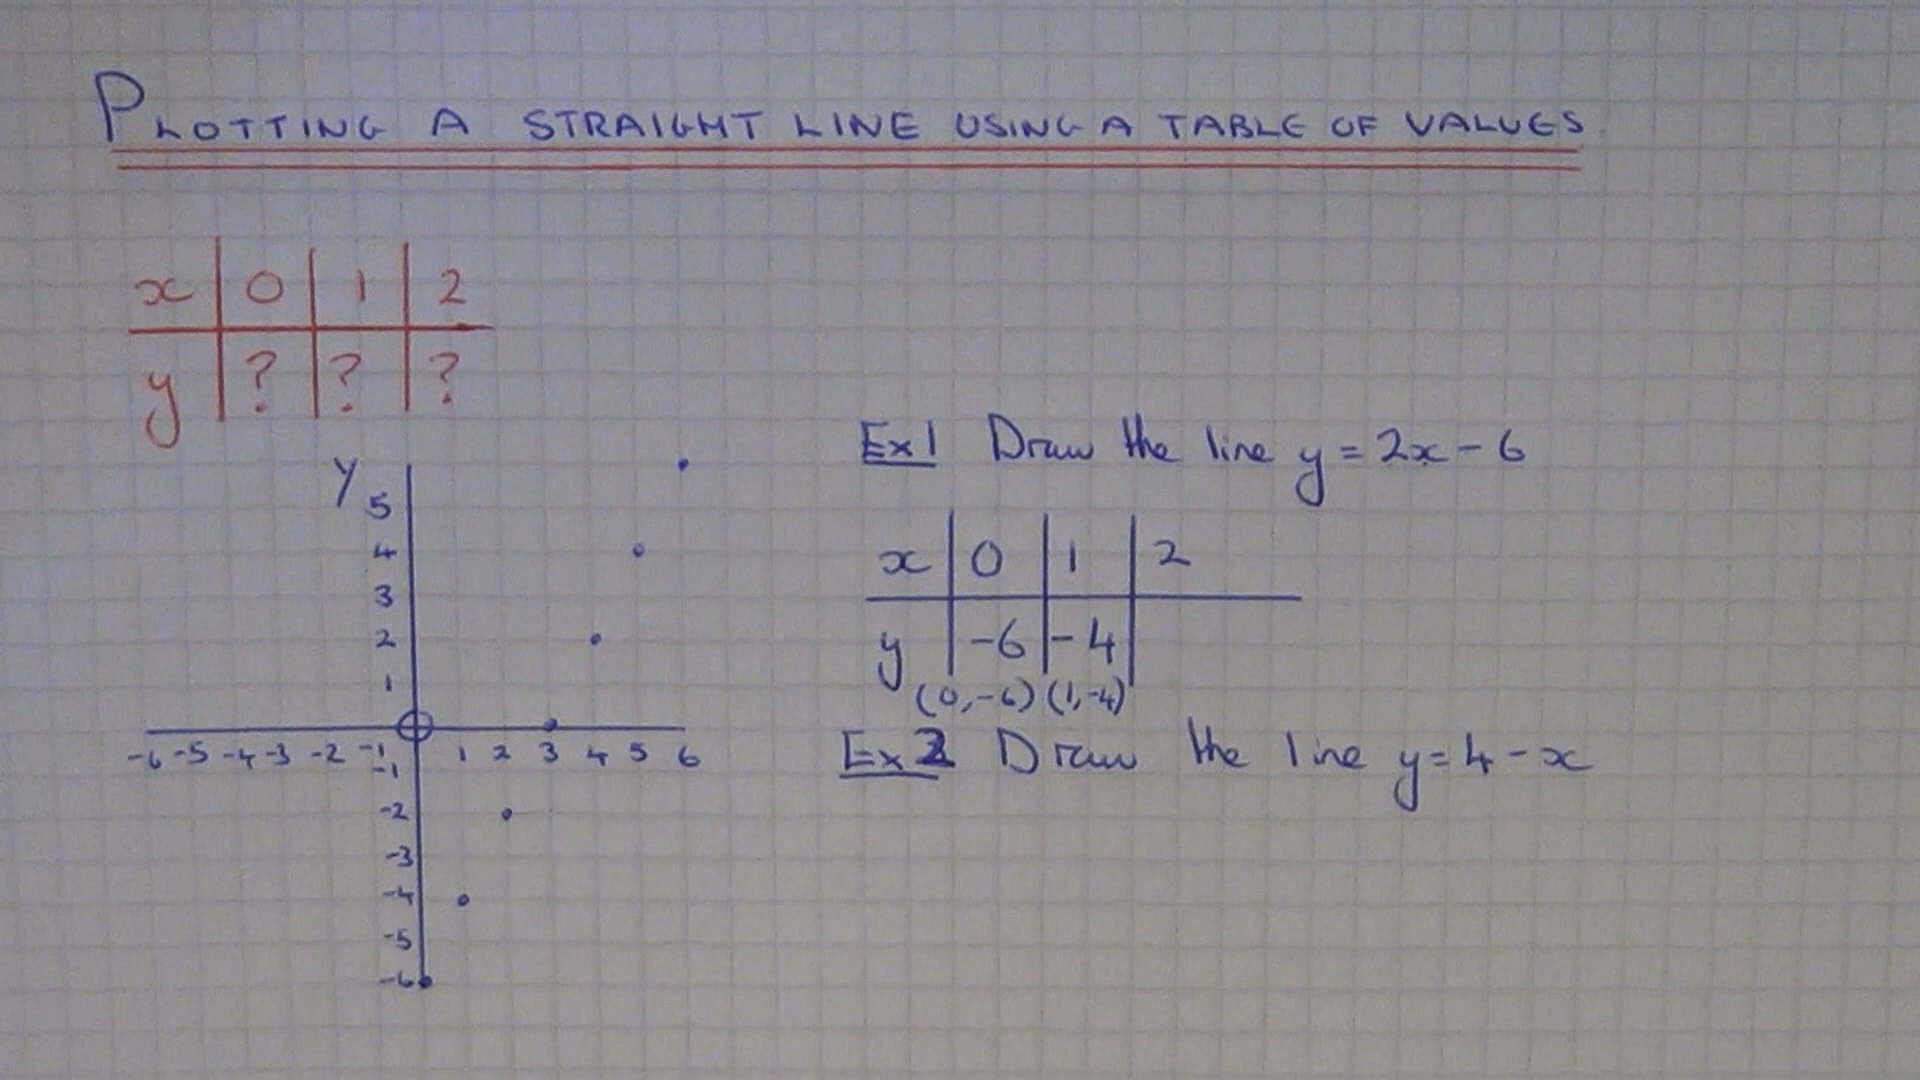 PLOTTING A STRAIGHT LINE USING A TABLE OF VALUES
x 0 1 2
y ? ? ?
Ex1 Draw the line y = 2x - 6
x 0 1 2
y -6 -4
(0,-6) (1,-4)
Ex2 Draw the line y = 4 - x
Y
5
4
3
2
1
-6 -5 -4 -3 -2 -1 1 2 3 4 5 6
-1
-2
-3
-4
-5
-6